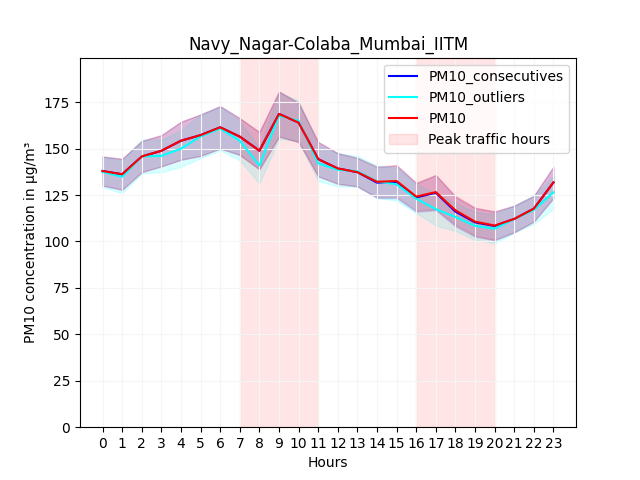 Navy_Nagar-Colaba_Mumbai_IITM
PM10_consecutives
PM10_outliers
PM10
Peak traffic hours
PM10 concentration in µg/m³
175
150
125
100
75
50
25
0
0 1 2 3 4 5 6 7 8 9 10 11 12 13 14 15 16 17 18 19 20 21 22 23
Hours